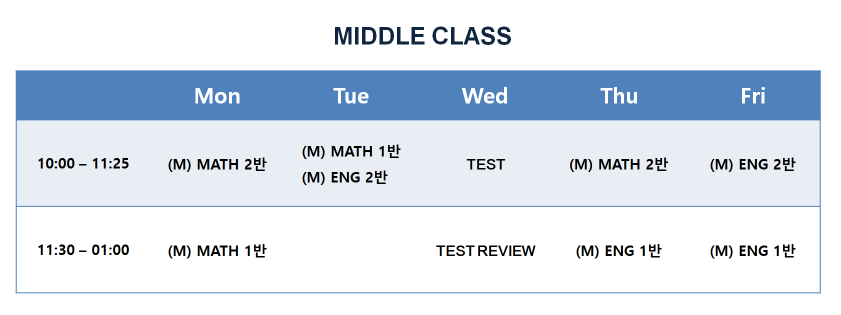 MIDDLE CLASS
Mon Tue Wed Thu Fri
10:00 – 11:25 (M) MATH 2반 (M) MATH 1반 (M) ENG 2반 TEST (M) MATH 2반 (M) ENG 2반
11:30 – 01:00 (M) MATH 1반 TEST REVIEW (M) ENG 1반 (M) ENG 1반